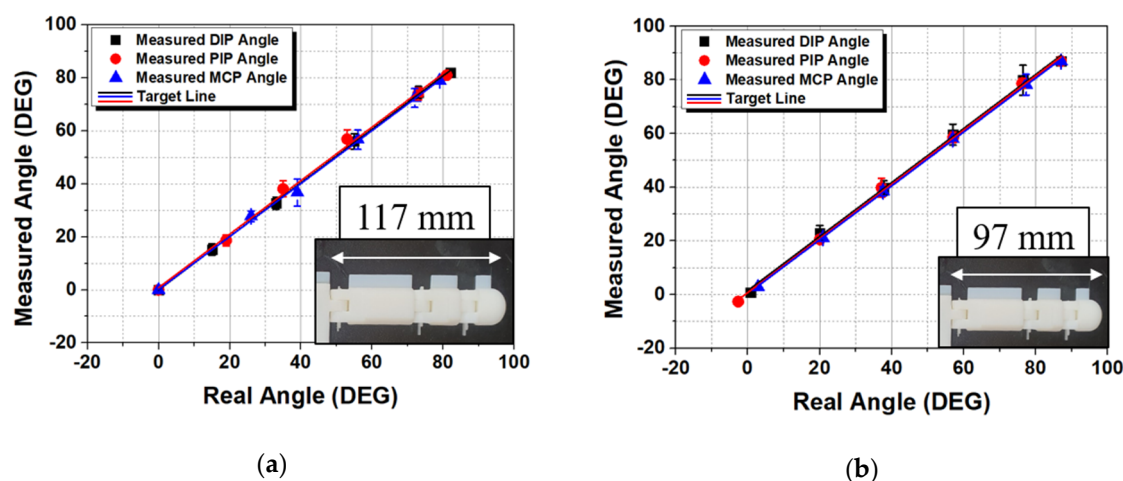 100
80
60
40
20
0
-20
Measured Angle (DEG)
Measured DIP Angle
Measured PIP Angle
Measured MCP Angle
Target Line
117 mm
-20 0 20 40 60 80 100
Real Angle (DEG)
(a)
100
80
60
40
20
0
-20
Measured Angle (DEG)
Measured DIP Angle
Measured PIP Angle
Measured MCP Angle
Target Line
97 mm
-20 0 20 40 60 80 100
Real Angle (DEG)
(b)